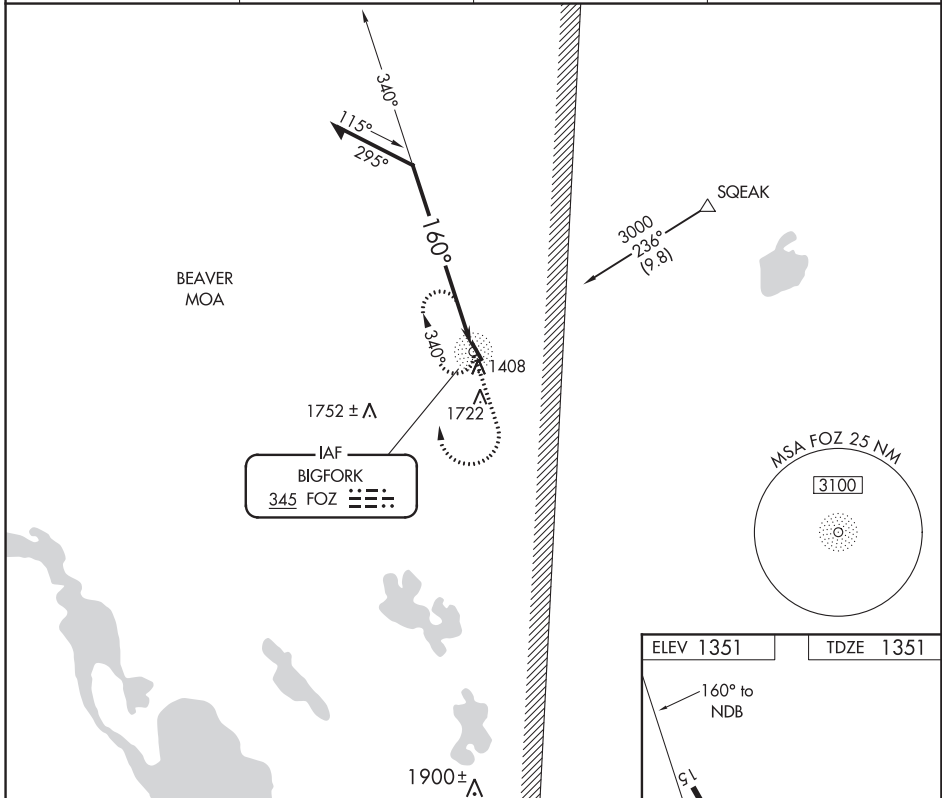 340°
115°
295°
SQEAK
3000
236°
(9.8)
160°
BEAVER
MOA
340°
1408
1752 ±
1722
IAF
BIGFORK
345 FOZ
MSA FOZ 25 NM
3100
ELEV 1351
TDZE 1351
160° to
NDB
15
1900 ±